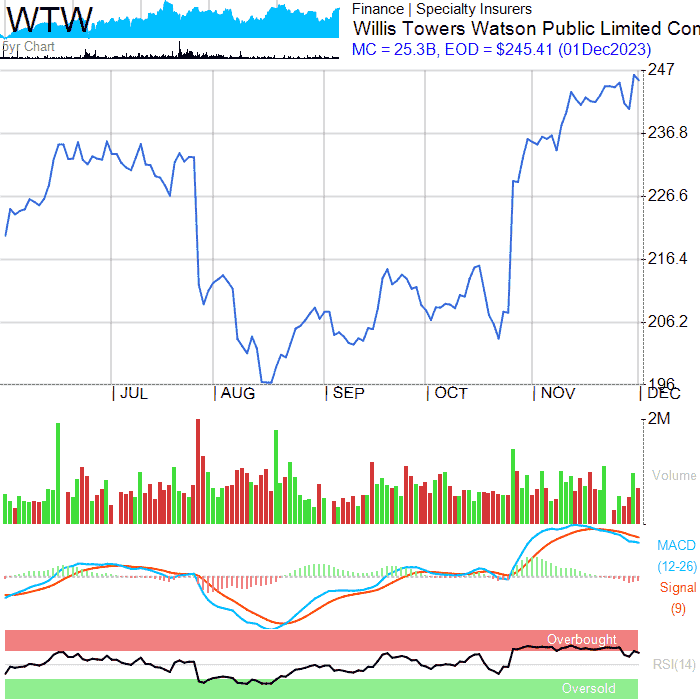 WTW
5yr Chart
Finance | Specialty Insurers
Willis Towers Watson Public Limited Con
MC = 25.3B, EOD = $245.41 (01Dec2023)
247
236.8
226.6
216.4
206.2
196
JUL
AUG
SEP
OCT
NOV
DEC
2M
Volume
MACD
(12-26)
Signal
(9)
Overbought
RSI(14)
Oversold